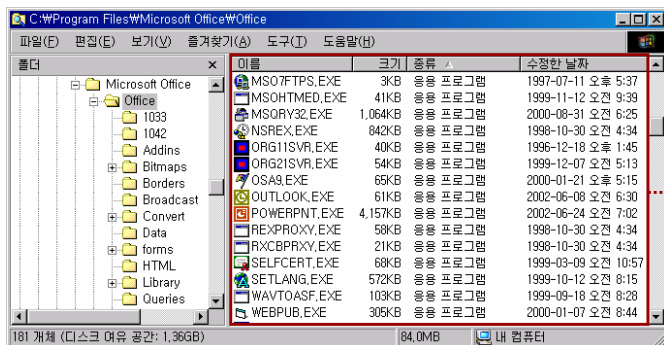 C:₩Program Files₩Microsoft Office₩Office
파일(F) 편집(E) 보기(V) 즐겨찾기(A) 도구(T) 도움말(H)
폴더
Microsoft Office
Office
1033
1042
Addins
Bitmaps
Borders
Broadcast
Convert
Data
forms
HTML
Library
Queries
이름 크기 종류 수정한 날짜
MSO7FTPS,EXE 3KB 응용 프로그램 1997-07-11 오후 5:37
MSOHTMED,EXE 41KB 응용 프로그램 1999-11-12 오전 9:39
MSQRY32,EXE 1,064KB 응용 프로그램 2000-08-31 오전 6:25
NSREX,EXE 842KB 응용 프로그램 1998-10-30 오전 4:34
ORG11SVR,EXE 40KB 응용 프로그램 1996-12-18 오후 1:45
ORG21SVR,EXE 54KB 응용 프로그램 1999-12-07 오전 5:13
OSA9,EXE 65KB 응용 프로그램 2000-01-21 오후 5:15
OUTLOOK,EXE 61KB 응용 프로그램 2002-06-08 오전 6:30
POWERPNT,EXE 4,157KB 응용 프로그램 2002-06-24 오전 7:02
REXPROXY,EXE 58KB 응용 프로그램 1998-10-30 오전 4:34
RXCBPRXY,EXE 21KB 응용 프로그램 1998-10-30 오전 4:34
SELFCERT,EXE 68KB 응용 프로그램 1999-03-09 오전 10:57
SETLANG,EXE 572KB 응용 프로그램 1999-10-12 오전 8:15
WAVTOASF,EXE 103KB 응용 프로그램 1999-09-18 오전 8:28
WEBPUB,EXE 305KB 응용 프로그램 2000-01-07 오전 8:44
181 개체 (디스크 여유 공간: 1,36GB) 84,0MB 내 컴퓨터